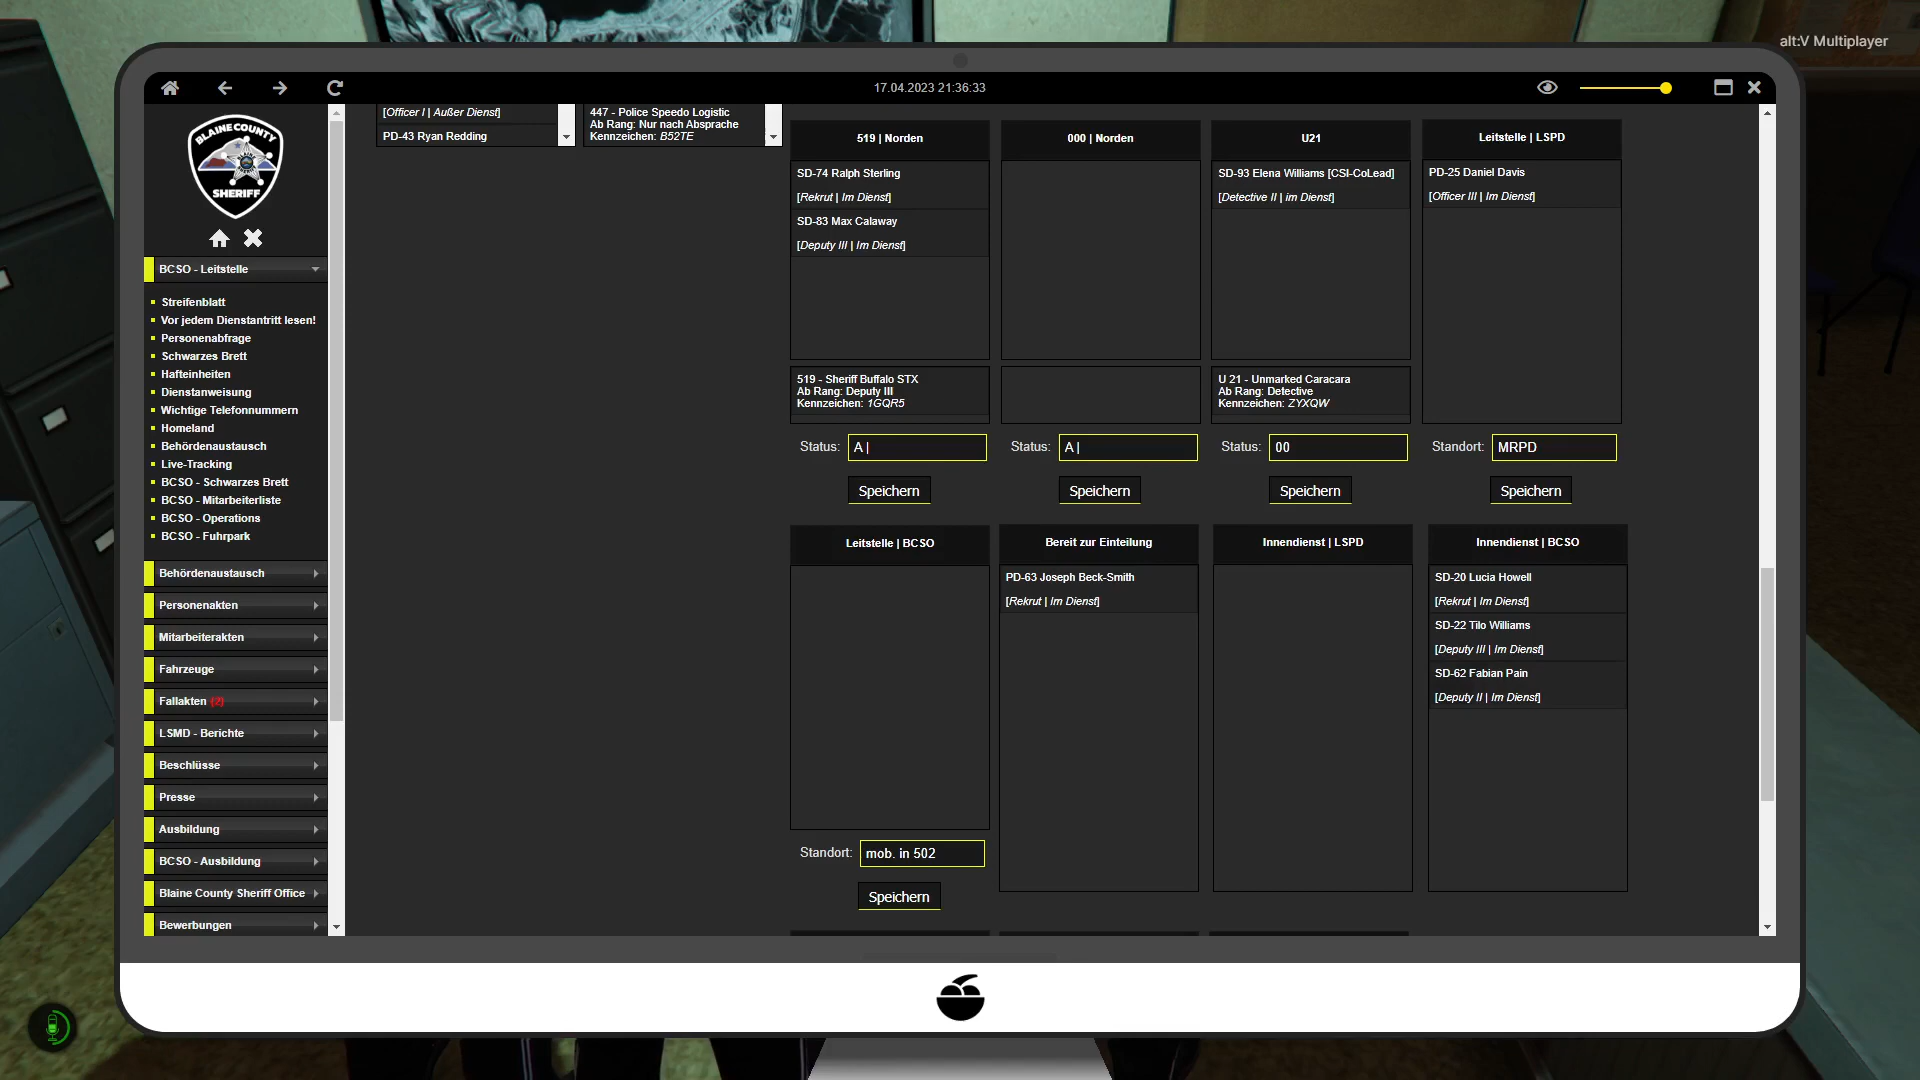 alt:V Multiplayer
17.04.2023 21:36:33
BLAINE COUNTY
SHERIFF
BCSO - Leitstelle
Streifenblatt
Vor jedem Dienstantritt lesen!
Personenabfrage
Schwarzes Brett
Hafteinheiten
Dienstanweisung
Wichtige Telefonnummern
Homeland
Behördenaustausch
Live-Tracking
BCSO - Schwarzes Brett
BCSO - Mitarbeiterliste
BCSO - Operations
BCSO - Fuhrpark
Behördenaustausch
Personenakten
Mitarbeiterakten
Fahrzeuge
Fallakten (2)
LSMD - Berichte
Beschlüsse
Presse
Ausbildung
BCSO - Ausbildung
Blaine County Sheriff Office
Bewerbungen
[Officer I | Außer Dienst]
PD-43 Ryan Redding
447 - Police Speedo Logistic
Ab Rang: Nur nach Absprache
Kennzeichen: B52TE
519 | Norden
SD-74 Ralph Sterling
[Rekrut | Im Dienst]
SD-83 Max Calaway
[Deputy III | Im Dienst]
519 - Sheriff Buffalo STX
Ab Rang: Deputy III
Kennzeichen: 1GQR5
Status: A |
Speichern
000 | Norden
Status: A |
Speichern
U21
SD-93 Elena Williams [CSI-CoLead]
[Detective II | im Dienst]
U 21 - Unmarked Caracara
Ab Rang: Detective
Kennzeichen: ZYXQW
Status: 00
Speichern
Leitstelle | LSPD
PD-25 Daniel Davis
[Officer III | Im Dienst]
Standort: MRPD
Speichern
Leitstelle | BCSO
Standort: mob. in 502
Speichern
Bereit zur Einteilung
PD-63 Joseph Beck-Smith
[Rekrut | Im Dienst]
Innendienst | LSPD
Innendienst | BCSO
SD-20 Lucia Howell
[Rekrut | Im Dienst]
SD-22 Tilo Williams
[Deputy III | Im Dienst]
SD-62 Fabian Pain
[Deputy II | Im Dienst]